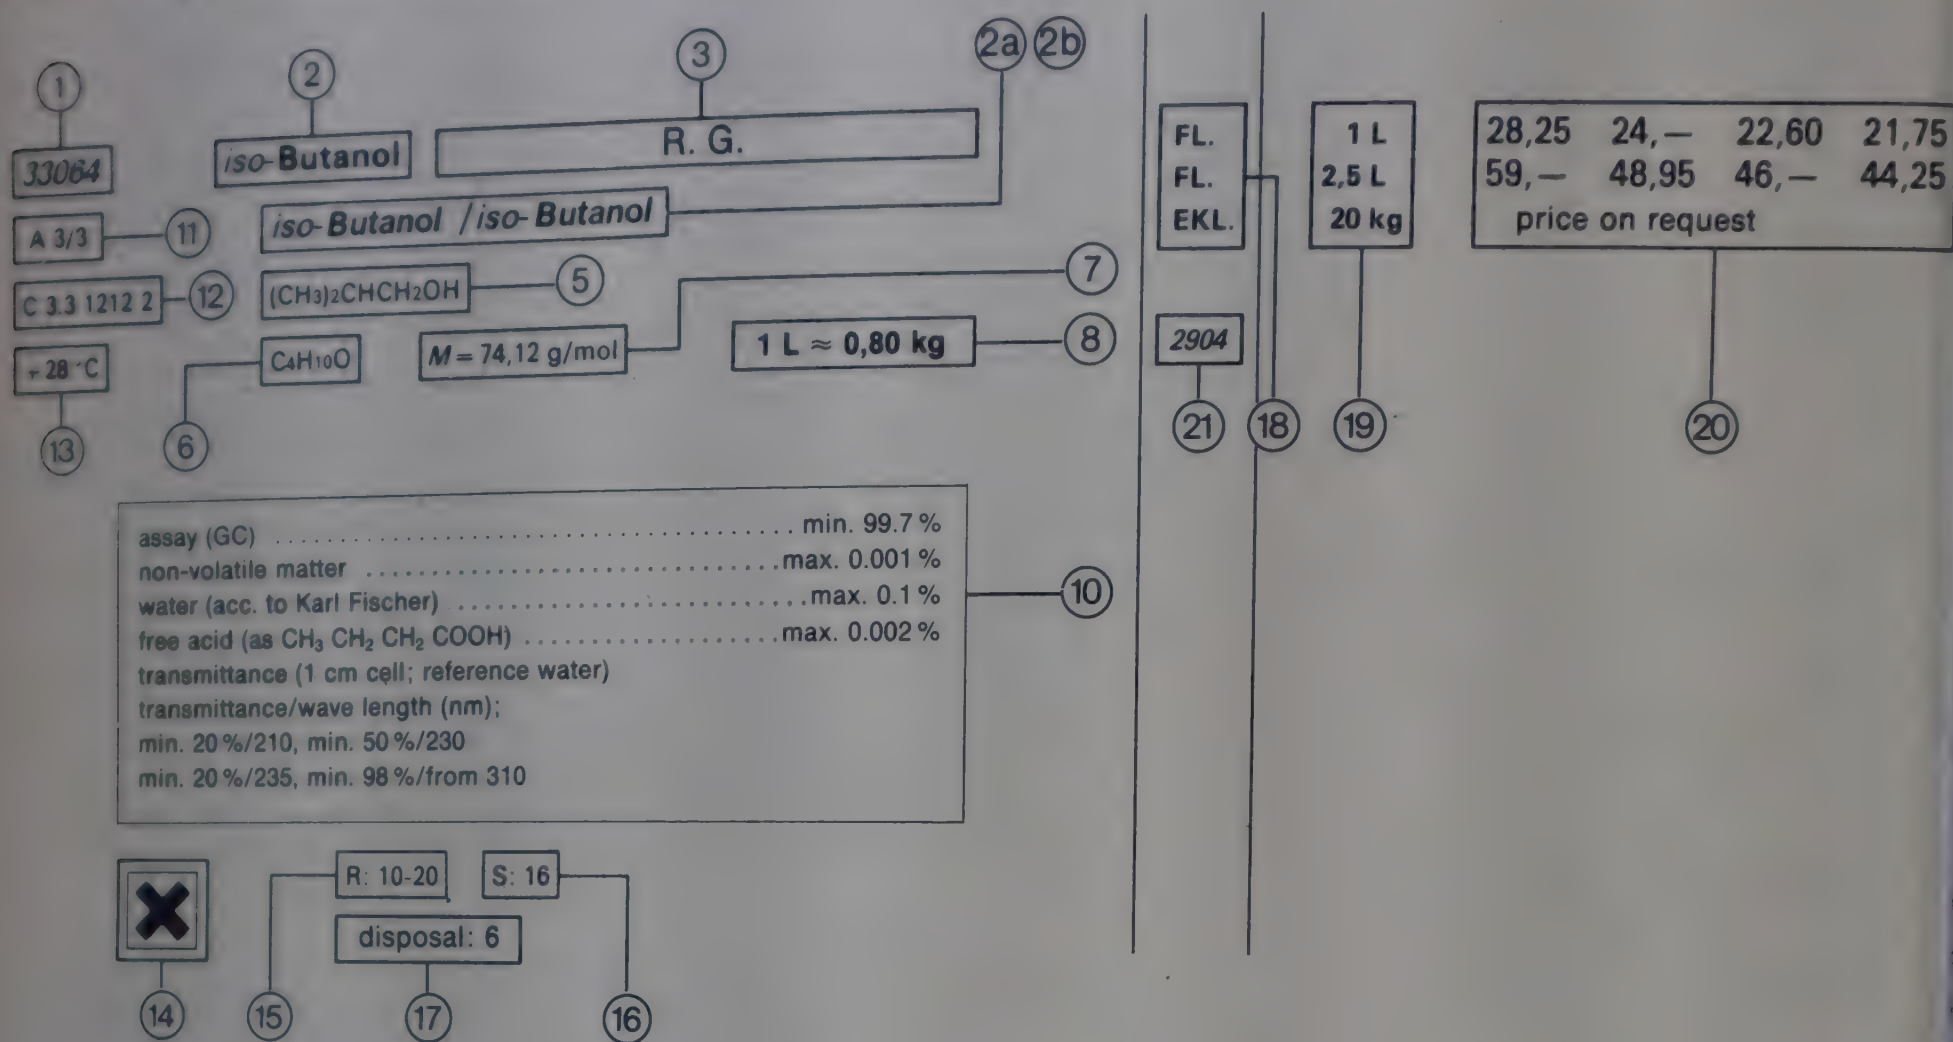 1
2
3
2a 2b
33064
iso-Butanol
R. G.
A 3/3
11
iso-Butanol / iso-Butanol
C 3.3 1212 2
12
(CH3)2CHCH2OH
5
7
28 °C
C4H10O
M = 74,12 g/mol
1 L ≈ 0,80 kg
8
13
6
FL. 1 L 28,25 24,— 22,60 21,75
FL. 2,5 L 59,— 48,95 46,— 44,25
EKL. 20 kg price on request
2904
21
18
19
20
assay (GC) .......... min. 99.7 %
non-volatile matter .......... max. 0.001 %
water (acc. to Karl Fischer) .......... max. 0.1 %
free acid (as CH₃ CH₂ CH₂ COOH) .......... max. 0.002 %
transmittance (1 cm cell; reference water)
transmittance/wave length (nm);
min. 20 %/210, min. 50 %/230
min. 20 %/235, min. 98 %/from 310
10
R: 10-20
S: 16
disposal: 6
14
15
17
16